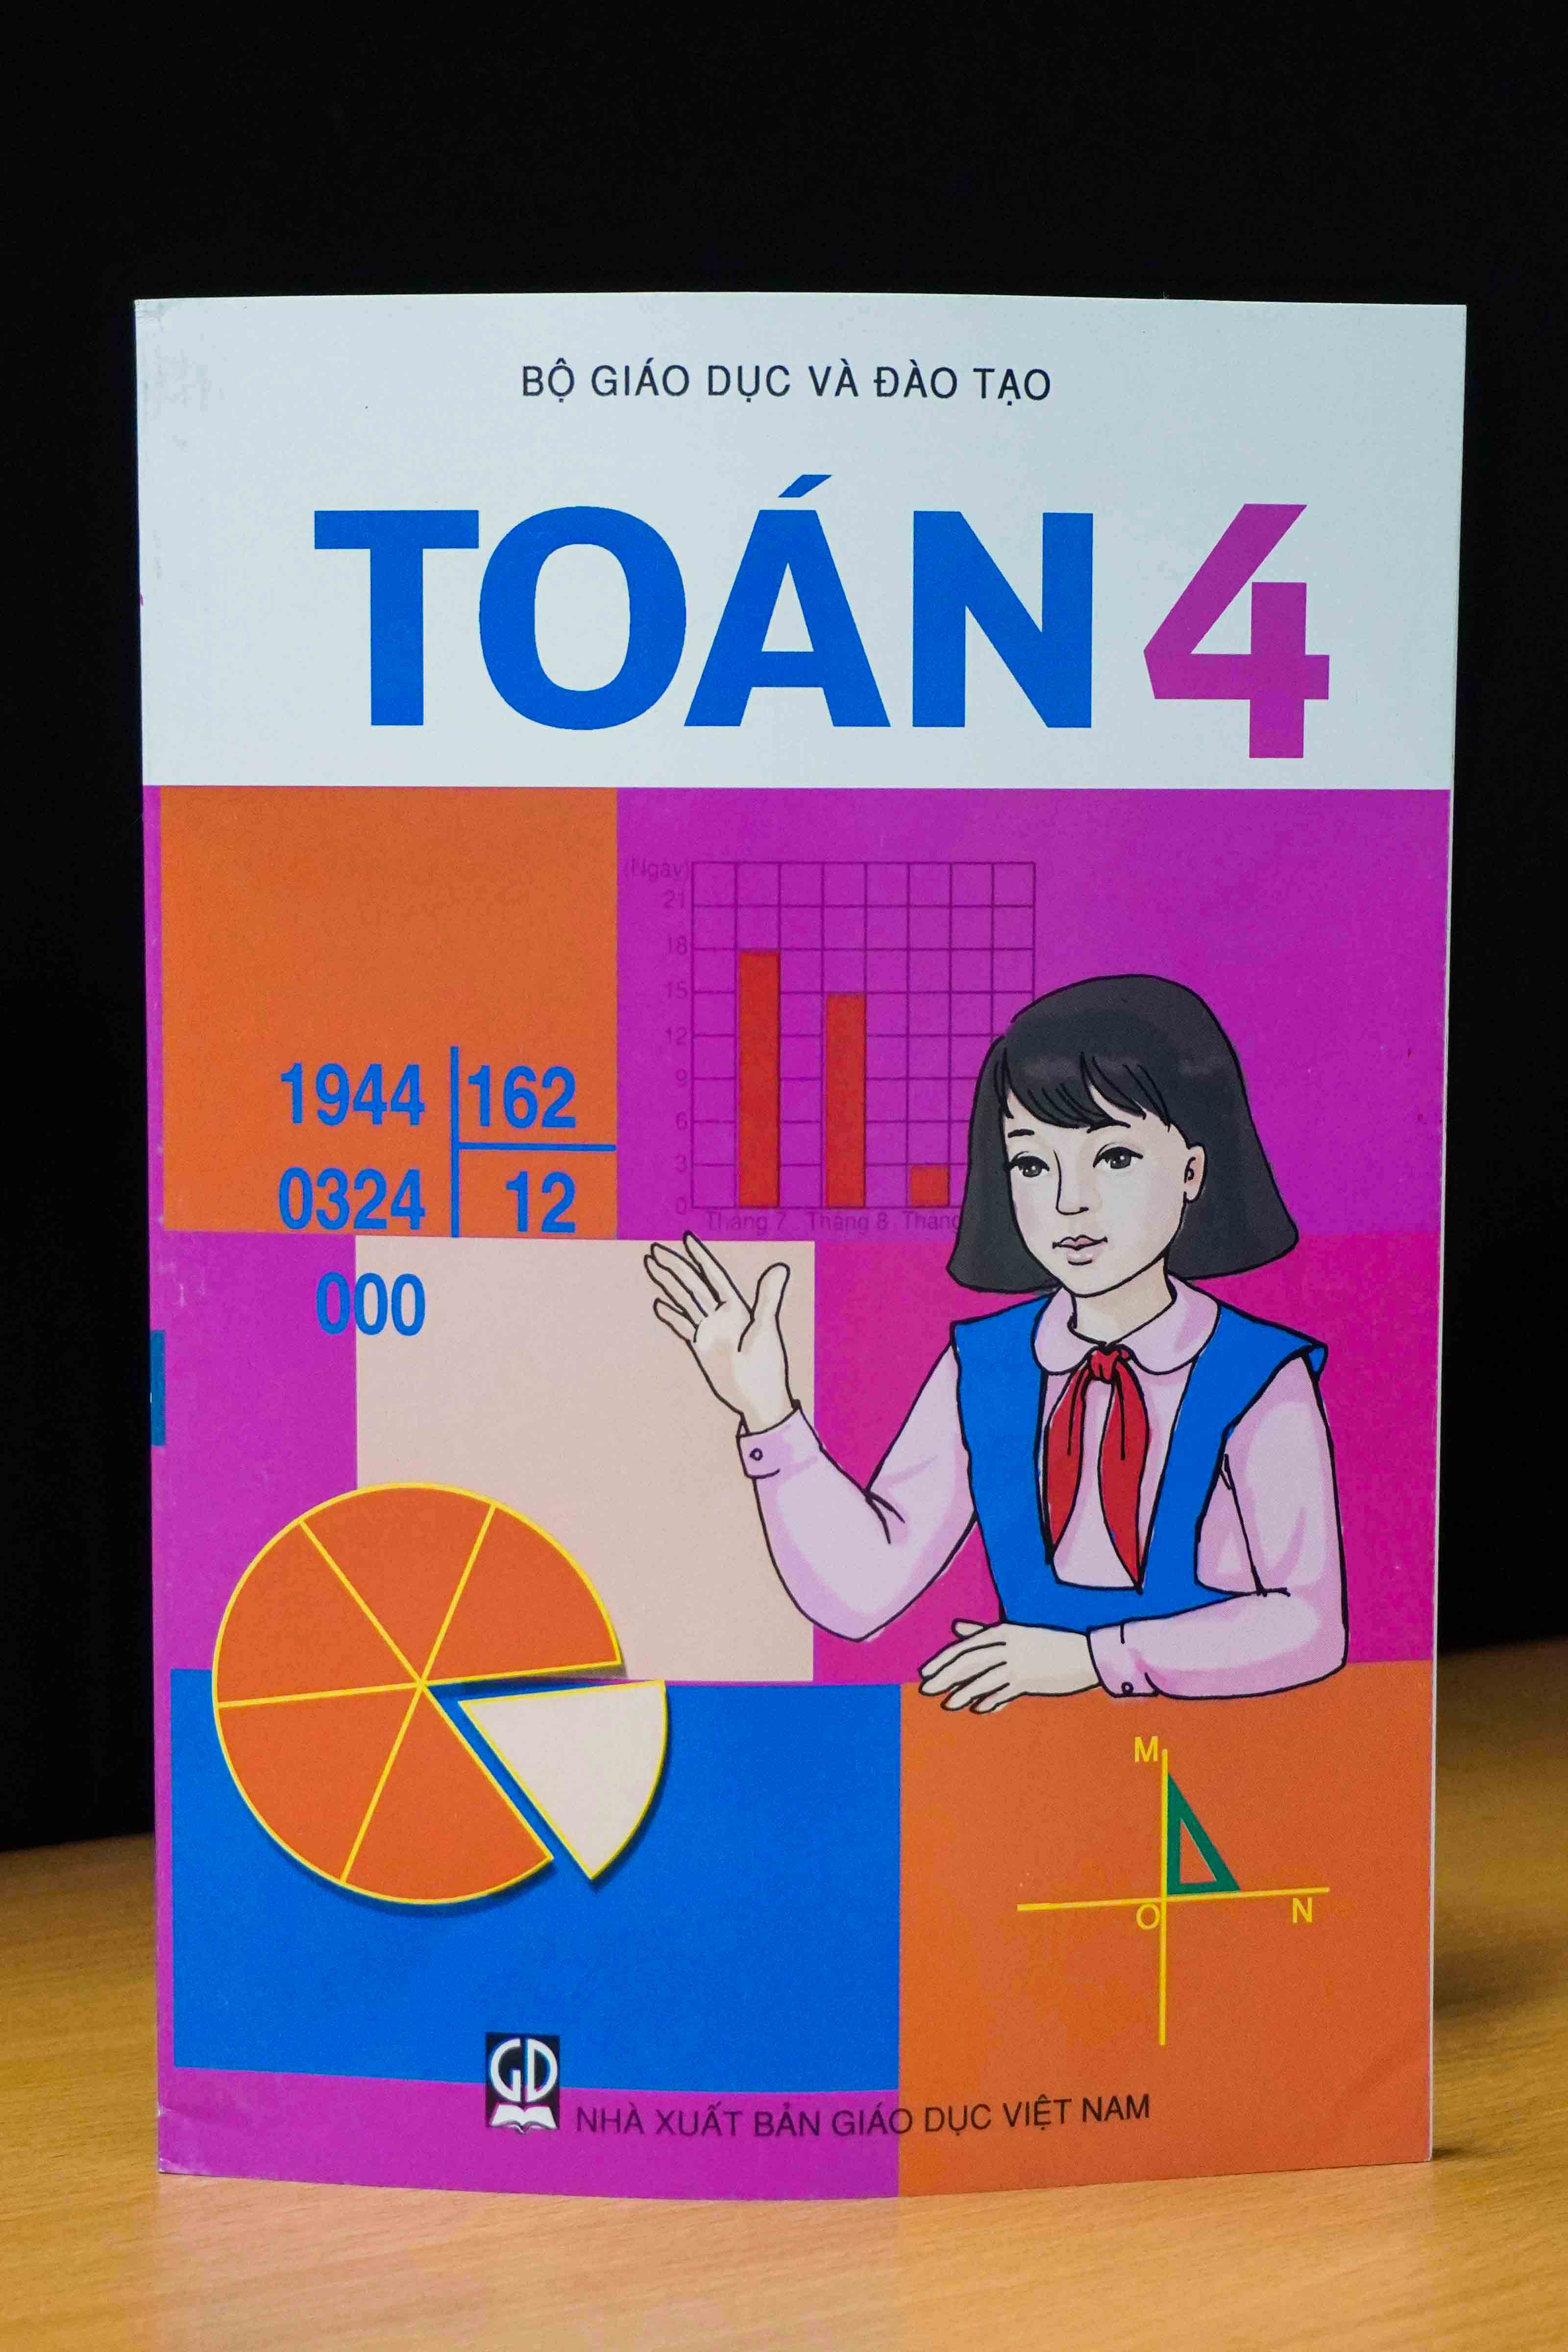 BỘ GIÁO DỤC VÀ ĐÀO TẠO
TOÁN 4
(Ngày)
21
18
15
12
9
6
3
0
Tháng 7 Tháng 8 Tháng
1944 162
0324 12
000
M
O N
GD
NHÀ XUẤT BẢN GIÁO DỤC VIỆT NAM